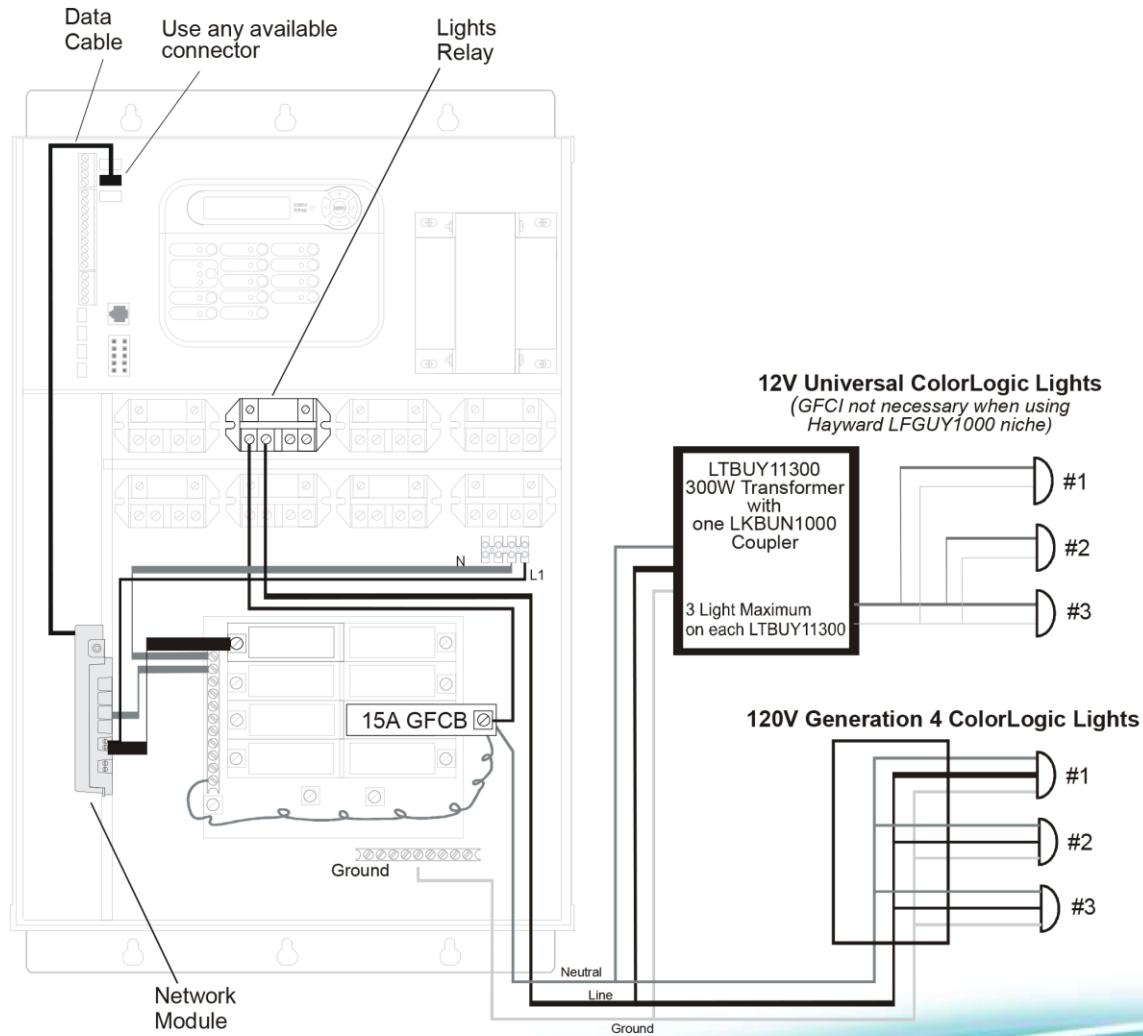 Data
Cable
Use any available
connector
Lights
Relay
12V Universal ColorLogic Lights
(GFCI not necessary when using
Hayward LFGUY1000 niche)
LTBUY11300
300W Transformer
with
one LKBUN1000
Coupler
3 Light Maximum
on each LTBUY11300
#1
#2
#3
N
L1
15A GFCB
120V Generation 4 ColorLogic Lights
#1
#2
#3
Ground
Neutral
Line
Ground
Network
Module